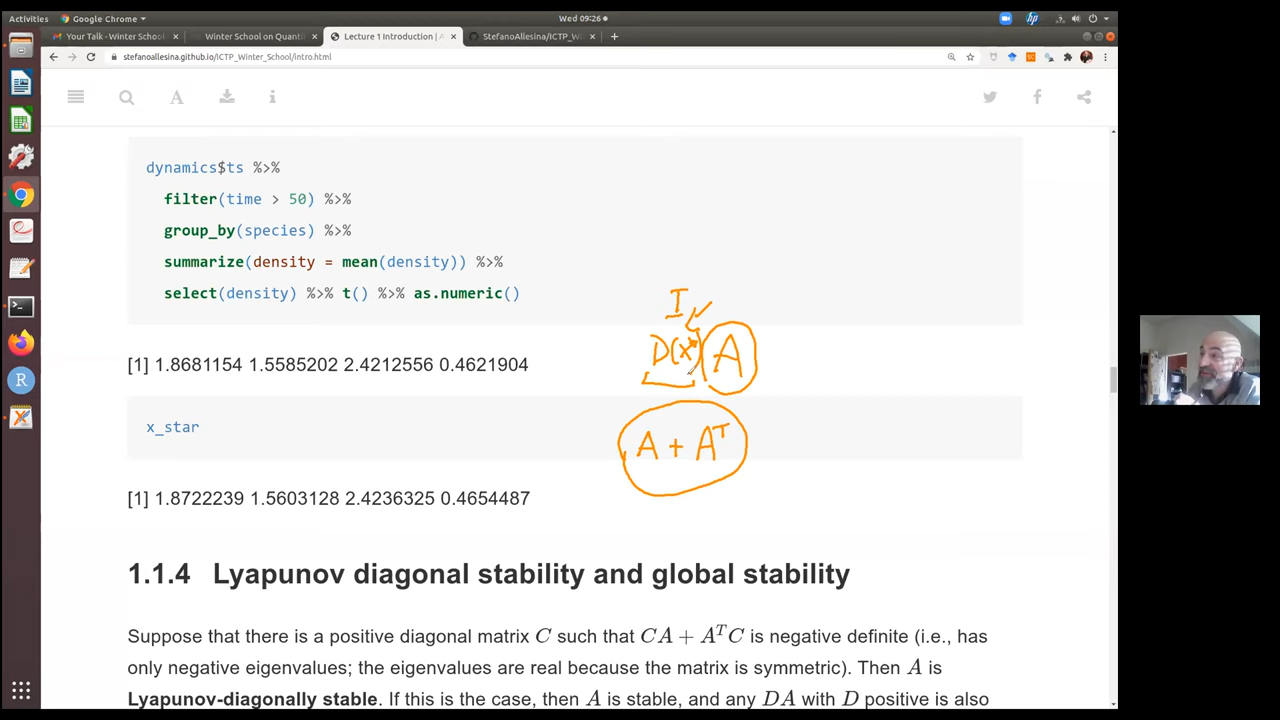 Activities
Google Chrome
Wed 09:26
Your Talk - Winter School
Winter School on Quanti
Lecture 1 Introduction | A
StefanoAllesina/ICTP_Wi
stefanoallesina.github.io/ICTP_Winter_School/intro.html
dynamics$ts %>%
filter(time > 50) %>%
group_by(species) %>%
summarize(density = mean(density)) %>%
select(density) %>% t() %>% as.numeric()
I
D(x*) A
[1] 1.8681154 1.5585202 2.4212556 0.4621904
x_star
A + Aᵀ
[1] 1.8722239 1.5603128 2.4236325 0.4654487
1.1.4 Lyapunov diagonal stability and global stability
Suppose that there is a positive diagonal matrix C such that CA + AᵀC is negative definite (i.e., has
only negative eigenvalues; the eigenvalues are real because the matrix is symmetric). Then A is
Lyapunov-diagonally stable. If this is the case, then A is stable, and any DA with D positive is also